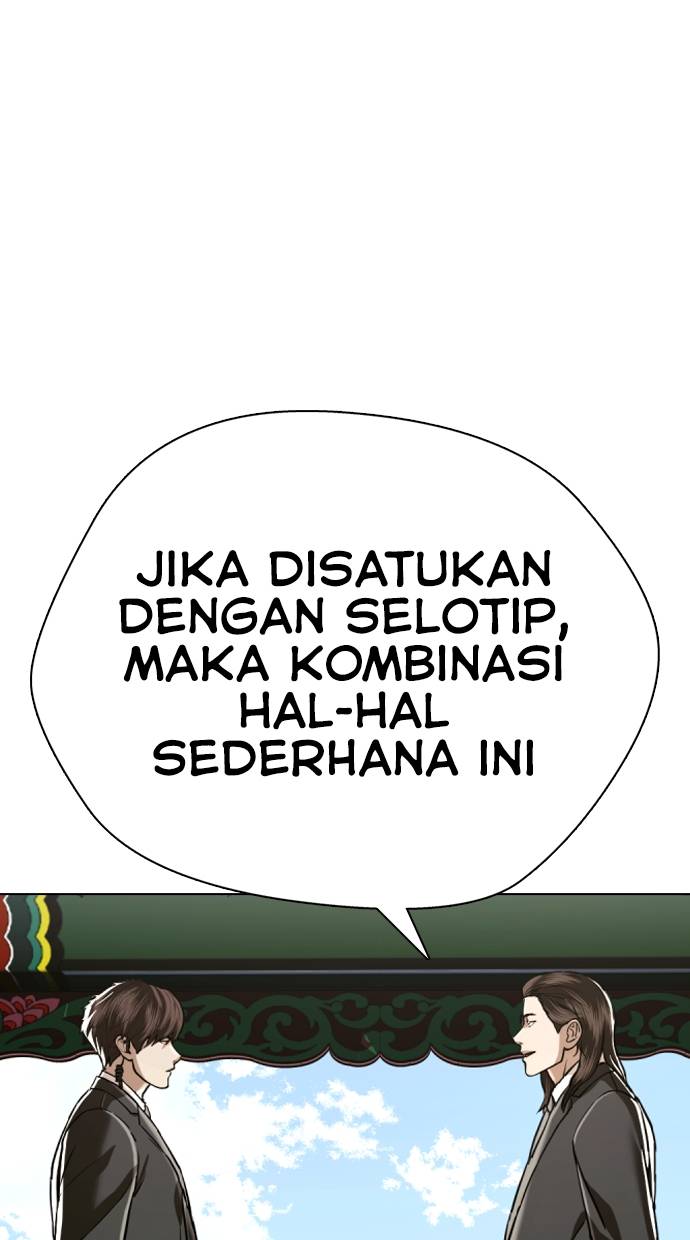 JIKA DISATUKAN
DENGAN SELOTIP,
MAKA KOMBINASI
HAL-HAL
SEDERHANA INI